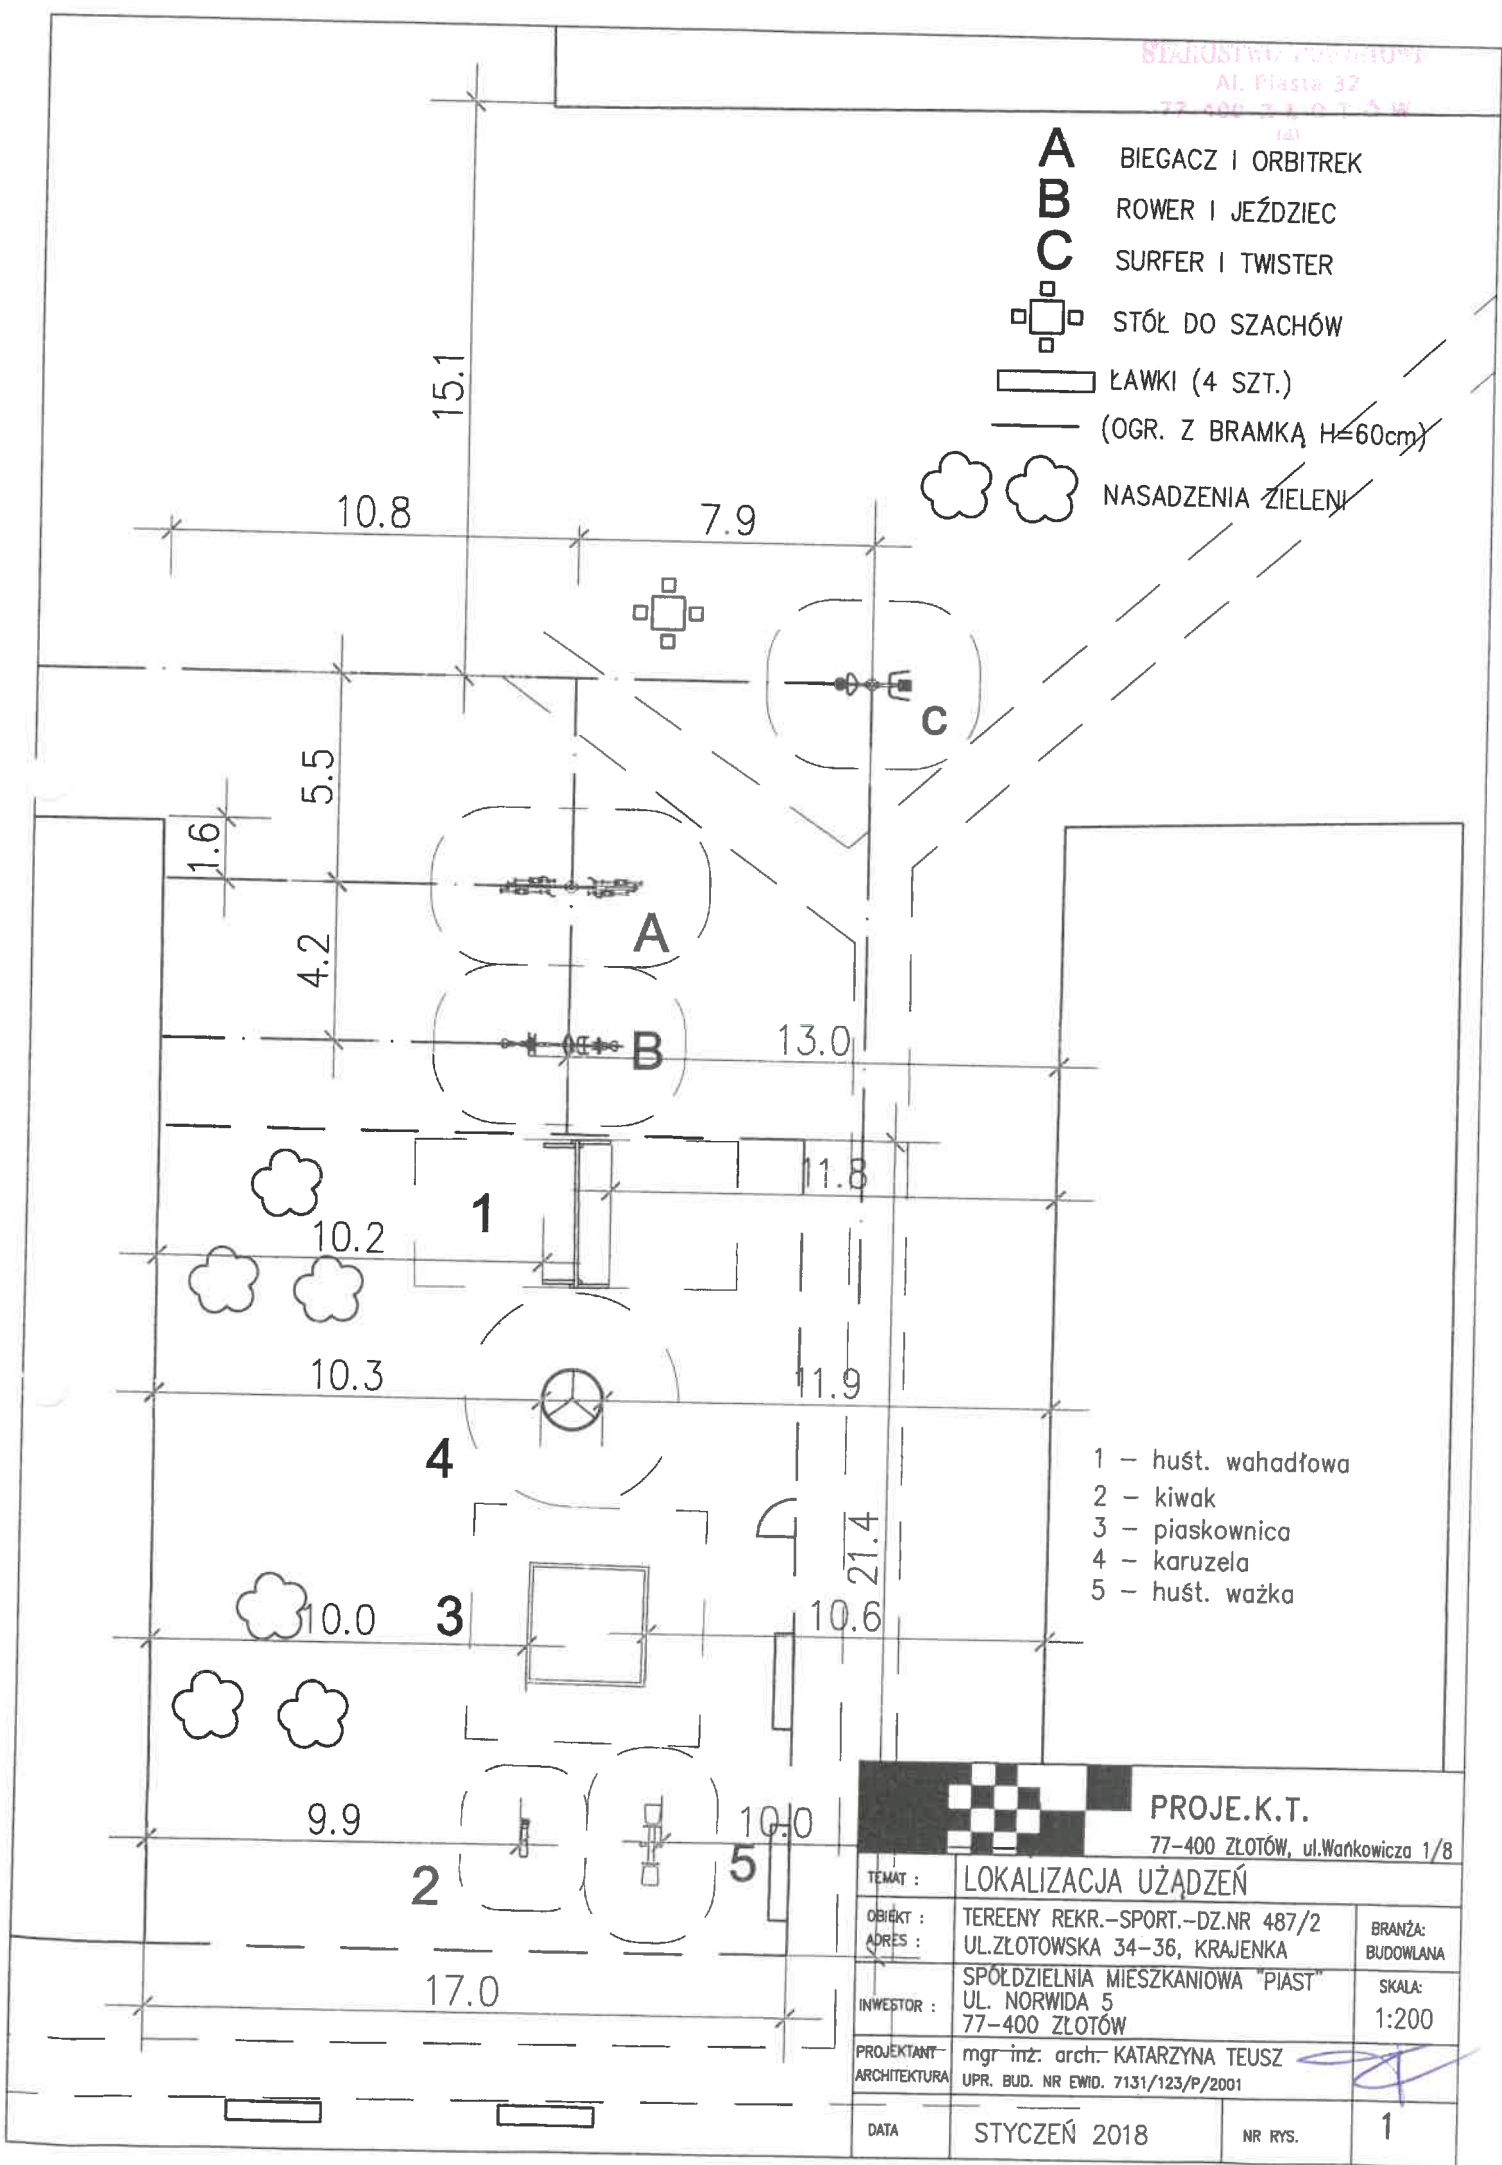 Al. Piasta 32
A BIEGACZ I ORBITREK
B ROWER I JEŹDZIEC
C SURFER I TWISTER
STÓŁ DO SZACHÓW
ŁAWKI (4 SZT.)
(OGR. Z BRAMKĄ H=60cm)
NASADZENIA ZIELENI
15.1
10.8
7.9
C
5.5
1.6
A
4.2
B
13.0
11.8
1
10.2
10.3
11.9
4
1 – huśt. wahadłowa
2 – kiwak
3 – piaskownica
4 – karuzela
5 – huśt. ważka
21.4
10.0
3
10.6
9.9
2
5
10.0
17.0
PROJE.K.T.
77-400 ZŁOTÓW, ul.Wańkowicza 1/8
TEMAT : LOKALIZACJA UŻĄDZEŃ
OBIEKT : TEREENY REKR.-SPORT.-DZ.NR 487/2
ADRES : UL.ZŁOTOWSKA 34-36, KRAJENKA
BRANŻA:
BUDOWLANA
INWESTOR : SPÓŁDZIELNIA MIESZKANIOWA "PIAST"
UL. NORWIDA 5
77-400 ZŁOTÓW
SKALA:
1:200
PROJEKTANT mgr inż. arch. KATARZYNA TEUSZ
ARCHITEKTURA UPR. BUD. NR EWID. 7131/123/P/2001
DATA STYCZEŃ 2018 NR RYS. 1